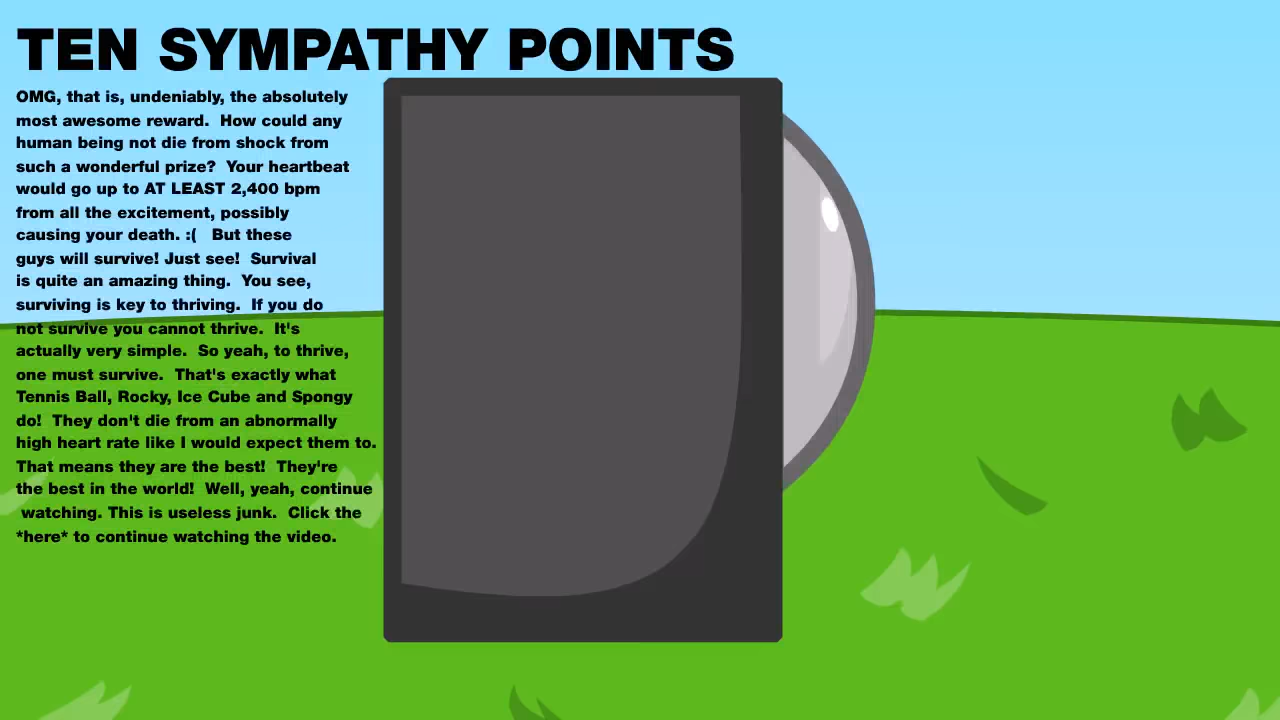 TEN SYMPATHY POINTS
OMG, that is, undeniably, the absolutely
most awesome reward.  How could any
human being not die from shock from
such a wonderful prize?  Your heartbeat
would go up to AT LEAST 2,400 bpm
from all the excitement, possibly
causing your death. :(   But these
guys will survive! Just see!  Survival
is quite an amazing thing.  You see,
surviving is key to thriving.  If you do
not survive you cannot thrive.  It's
actually very simple.  So yeah, to thrive,
one must survive.  That's exactly what
Tennis Ball, Rocky, Ice Cube and Spongy
do!  They don't die from an abnormally
high heart rate like I would expect them to.
That means they are the best!  They're
the best in the world!  Well, yeah, continue
watching. This is useless junk.  Click the
*here* to continue watching the video.